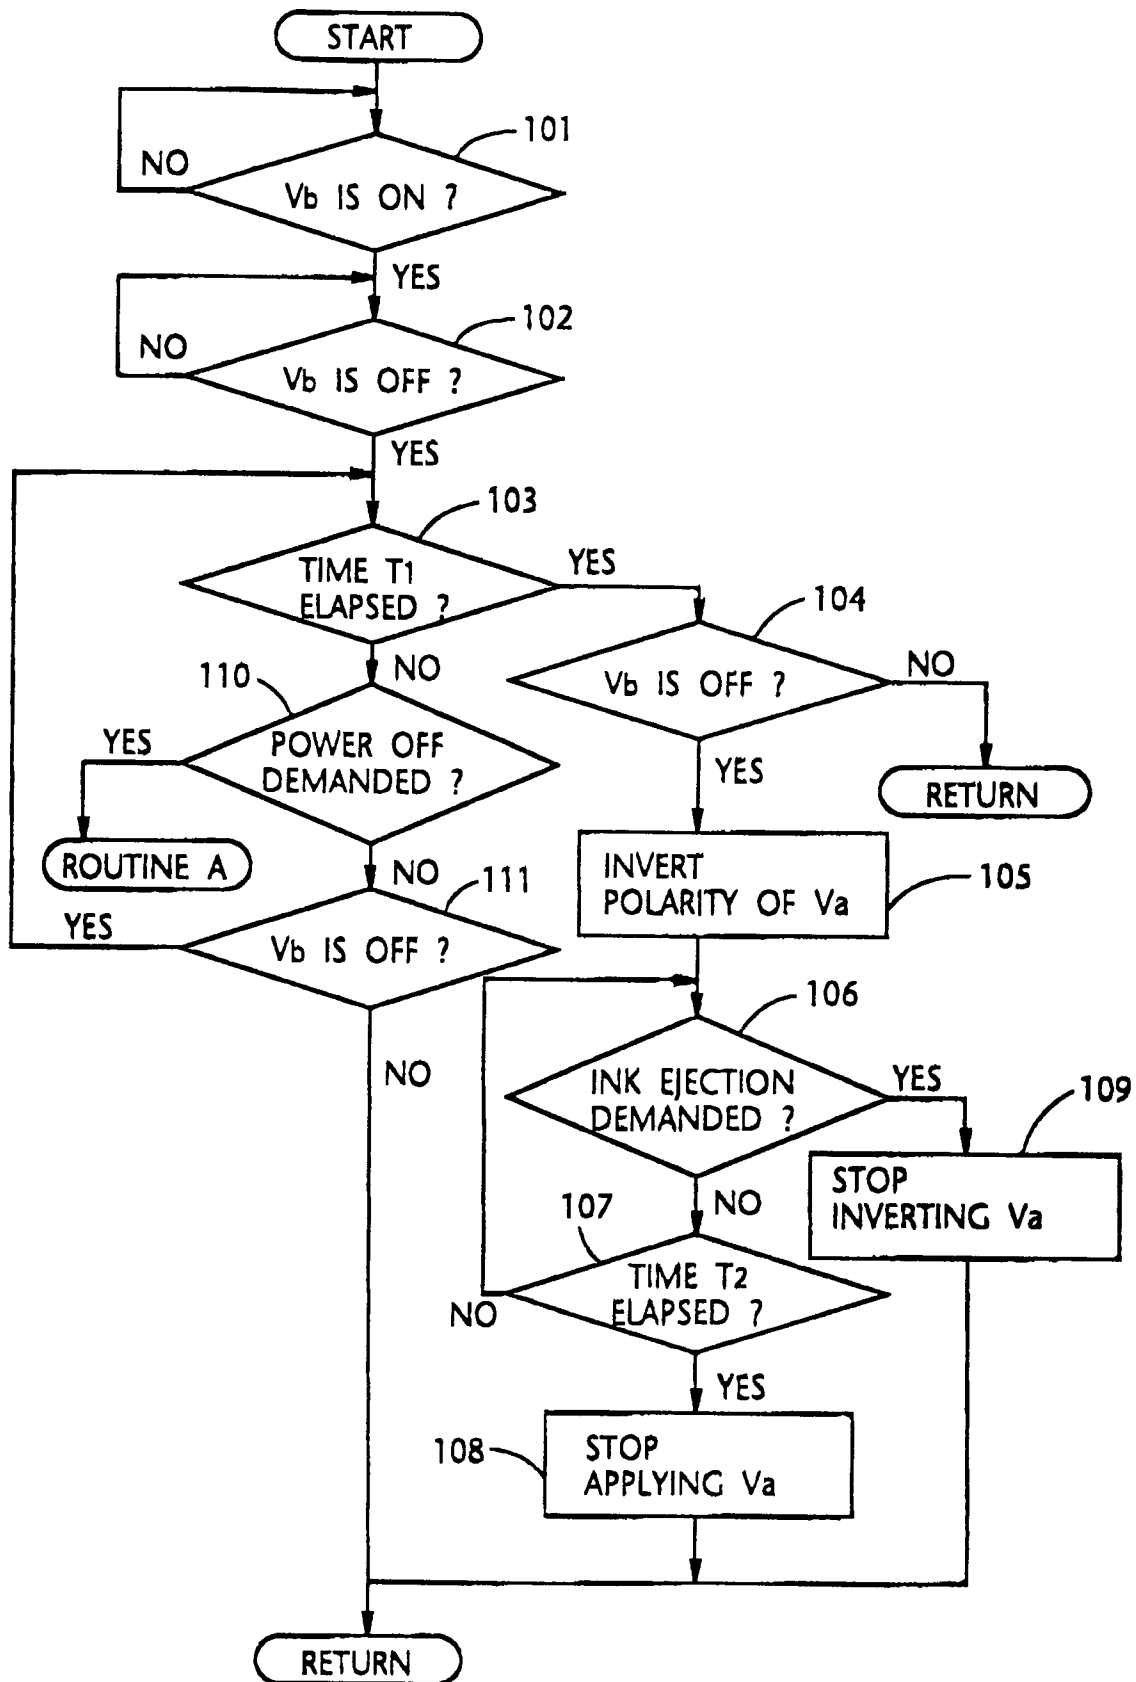 START
101
NO
Vb IS ON ?
YES
102
NO
Vb IS OFF ?
YES
103
TIME T1
ELAPSED ?
YES
104
NO
110
Vb IS OFF ?
NO
YES
POWER OFF
DEMANDED ?
YES
RETURN
ROUTINE A
NO
111
INVERT
POLARITY OF Va
105
YES
Vb IS OFF ?
106
NO
INK EJECTION
DEMANDED ?
YES
109
STOP
INVERTING Va
NO
107
TIME T2
ELAPSED ?
NO
YES
108
STOP
APPLYING Va
RETURN